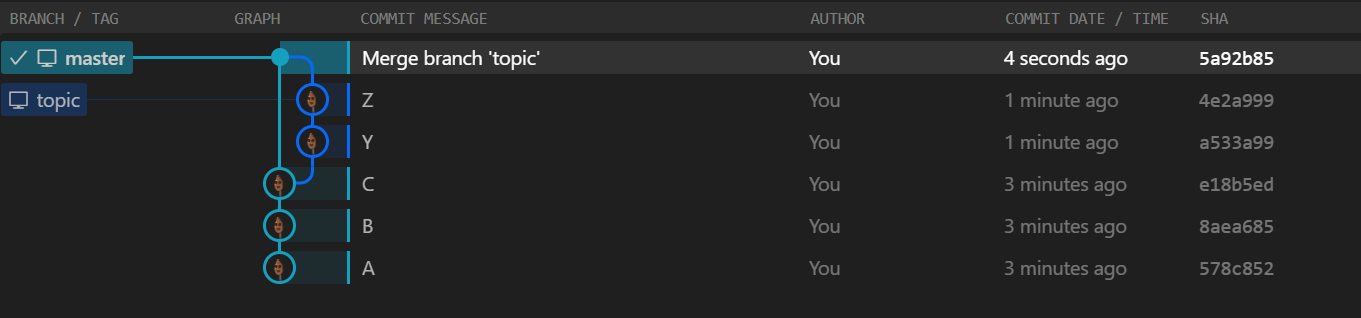 BRANCH / TAG GRAPH COMMIT MESSAGE AUTHOR COMMIT DATE / TIME SHA
master Merge branch 'topic' You 4 seconds ago 5a92b85
topic Z You 1 minute ago 4e2a999
Y You 1 minute ago a533a99
C You 3 minutes ago e18b5ed
B You 3 minutes ago 8aea685
A You 3 minutes ago 578c852